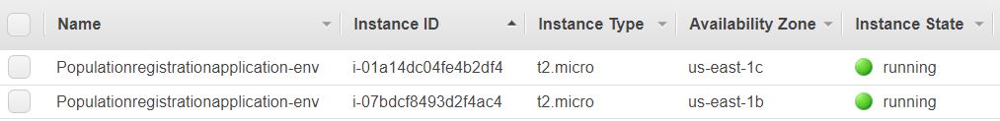 Name Instance ID Instance Type Availability Zone Instance State
Populationregistrationapplication-env i-01a14dc04fe4b2df4 t2.micro us-east-1c running
Populationregistrationapplication-env i-07bdcf8493d2f4ac4 t2.micro us-east-1b running